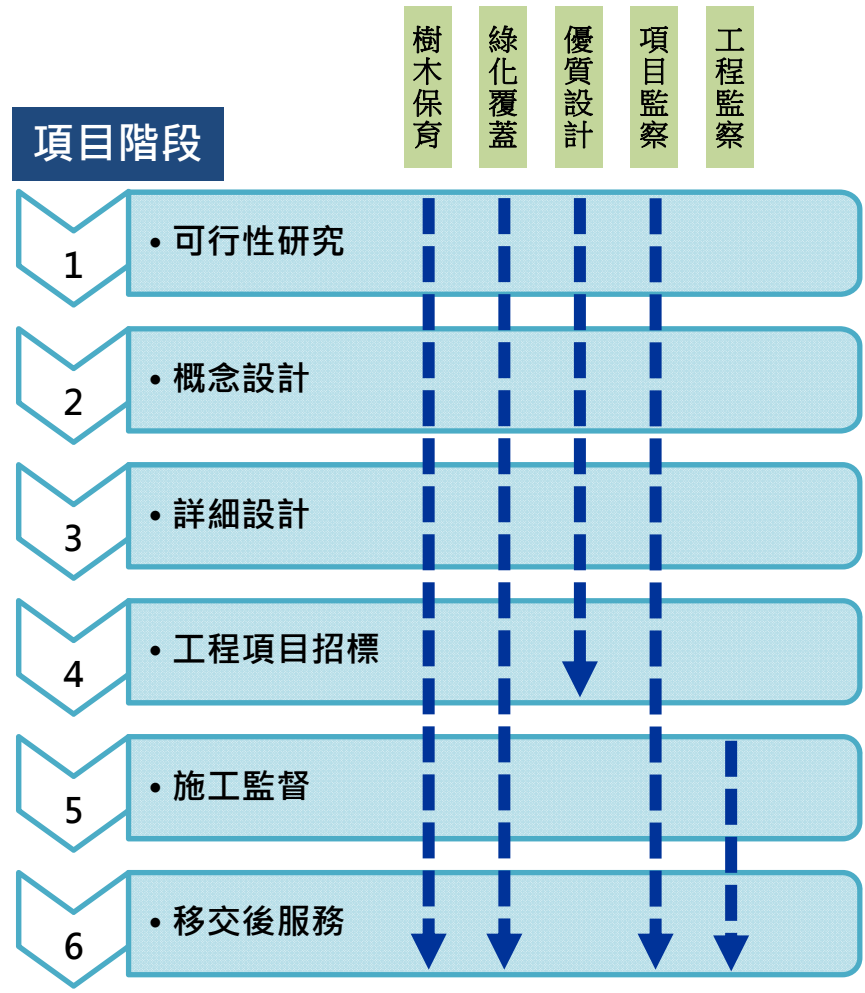 樹木保育
綠化覆蓋
優質設計
項目監察
工程監察
項目階段
1
• 可行性研究
2
• 概念設計
3
• 詳細設計
4
• 工程項目招標
5
• 施工監督
6
• 移交後服務